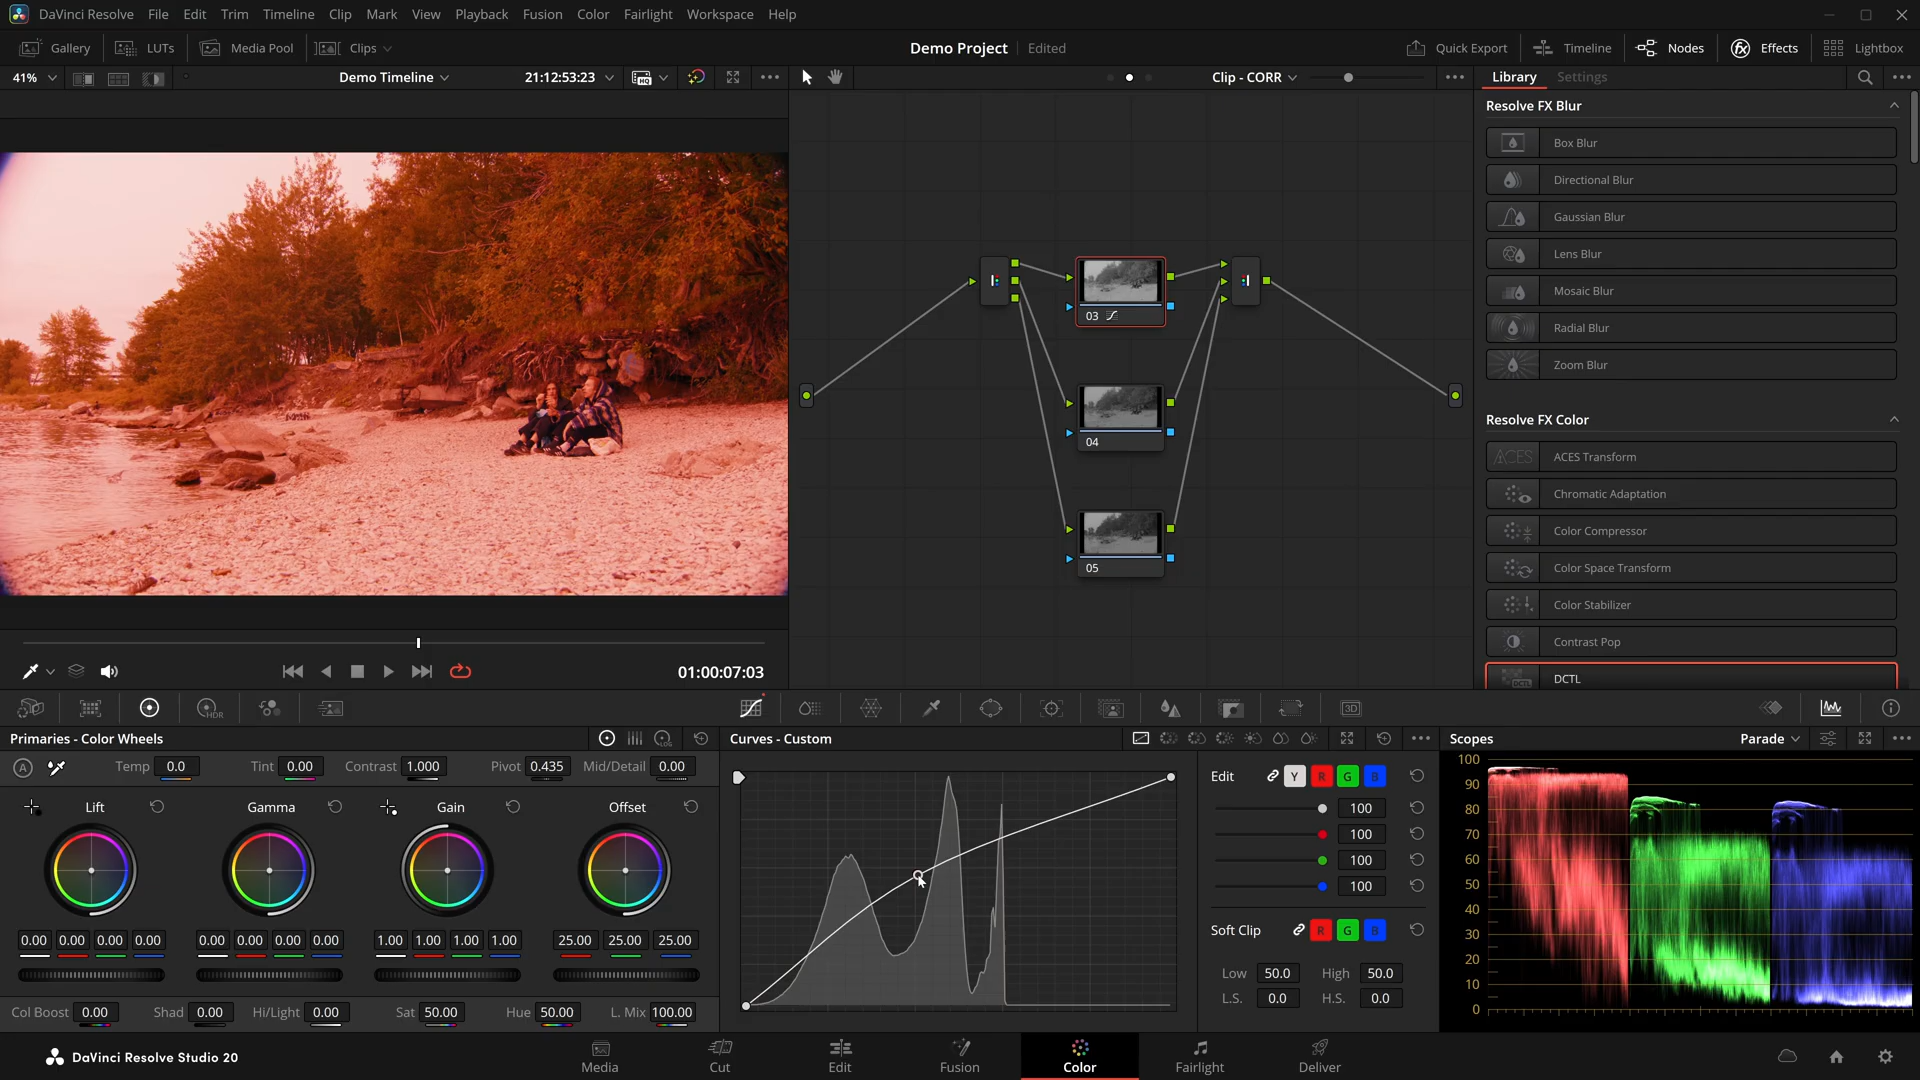 DaVinci Resolve File Edit Trim Timeline Clip Mark View Playback Fusion Color Fairlight Workspace Help
Gallery LUTs Media Pool Clips Demo Project Edited Quick Export Timeline Nodes Effects Lightbox
41% Demo Timeline 21:12:53:23 HQ Clip - CORR Library Settings
Resolve FX Blur
Box Blur
Directional Blur
Gaussian Blur
Lens Blur
Mosaic Blur
Radial Blur
Zoom Blur
Resolve FX Color
ACES ACES Transform
Chromatic Adaptation
Color Compressor
Color Space Transform
Color Stabilizer
Contrast Pop
DCTL DCTL
03
04
05
01:00:07:03
HDR 3D
Primaries - Color Wheels LOG
A Temp 0.0 Tint 0.00 Contrast 1.000 Pivot 0.435 Mid/Detail 0.00
Lift Gamma Gain Offset
0.00 0.00 0.00 0.00 0.00 0.00 0.00 0.00 1.00 1.00 1.00 1.00 25.00 25.00 25.00
Col Boost 0.00 Shad 0.00 Hi/Light 0.00 Sat 50.00 Hue 50.00 L. Mix 100.00
Curves - Custom
Edit Y R G B
100
100
100
100
Soft Clip R G B
Low 50.0 High 50.0
L.S. 0.0 H.S. 0.0
Scopes Parade
100
90
80
70
60
50
40
30
20
10
0
DaVinci Resolve Studio 20 Media Cut Edit Fusion Color Fairlight Deliver